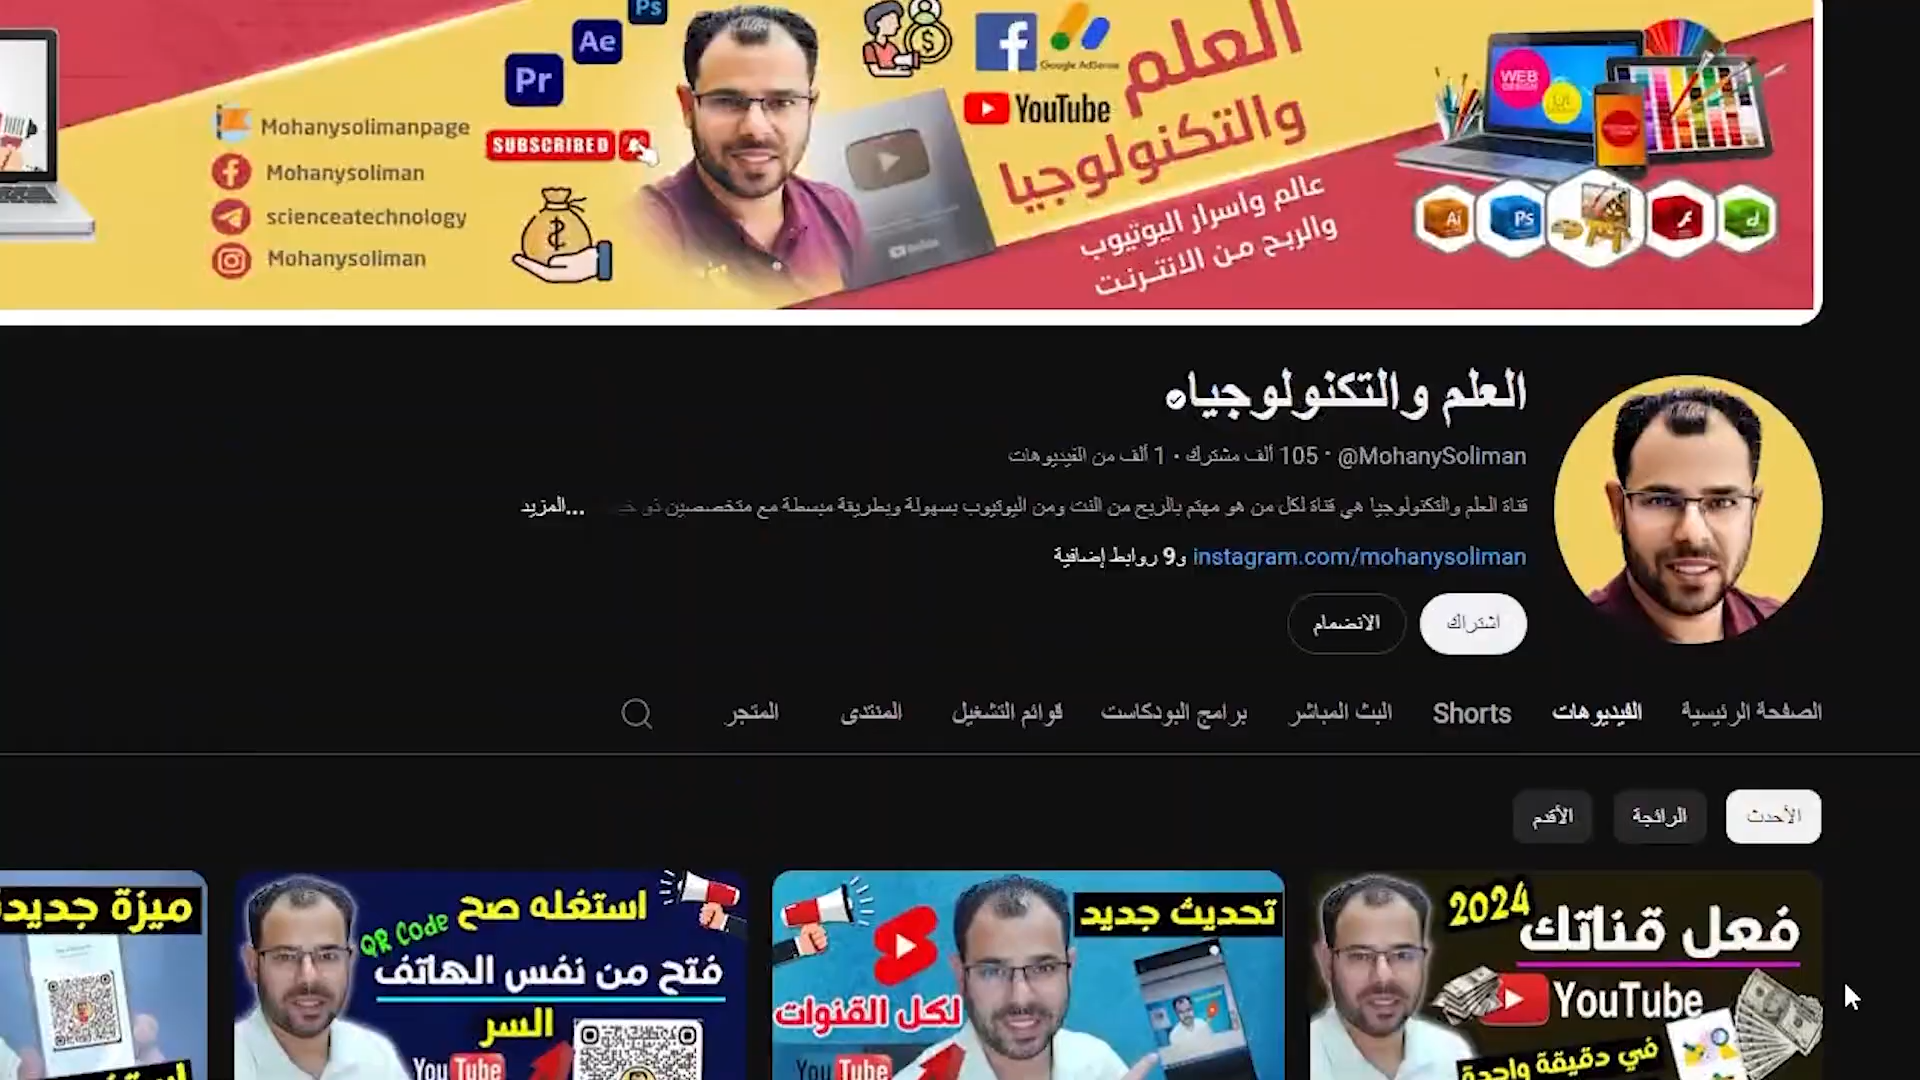 Ps
Ae
Pr
Mohanysolimanpage
Mohanysoliman
scienceatechnology
Mohanysoliman
SUBSCRIBED
Google AdSense
YouTube
العلم
والتكنولوجيا
عالم واسرار اليوتيوب
والربح من الانترنت
WEB
DESIGN
UI
Ai
Ps
العلم والتكنولوجيا
@MohanySoliman · 105 ألف مشترك · 1 ألف من الفيديوهات
قناة العلم والتكنولوجيا هي قناة لكل من هو مهتم بالربح من النت ومن اليوتيوب بسهولة وبطريقة مبسطة مع متخصصين ذو ...المزيد
instagram.com/mohanysoliman و9 روابط إضافية
اشتراك
الانضمام
الصفحة الرئيسية
الفيديوهات
Shorts
البث المباشر
برامج البودكاست
قوائم التشغيل
المنتدى
المتجر
الأحدث
الرائجة
الأقدم
2024
فعل قناتك
YouTube
في دقيقة واحدة
تحديث جديد
لكل القنوات
YouTube
استغله صح
QR Code
فتح من نفس الهاتف
السر
YouTube
ميزة جديدة